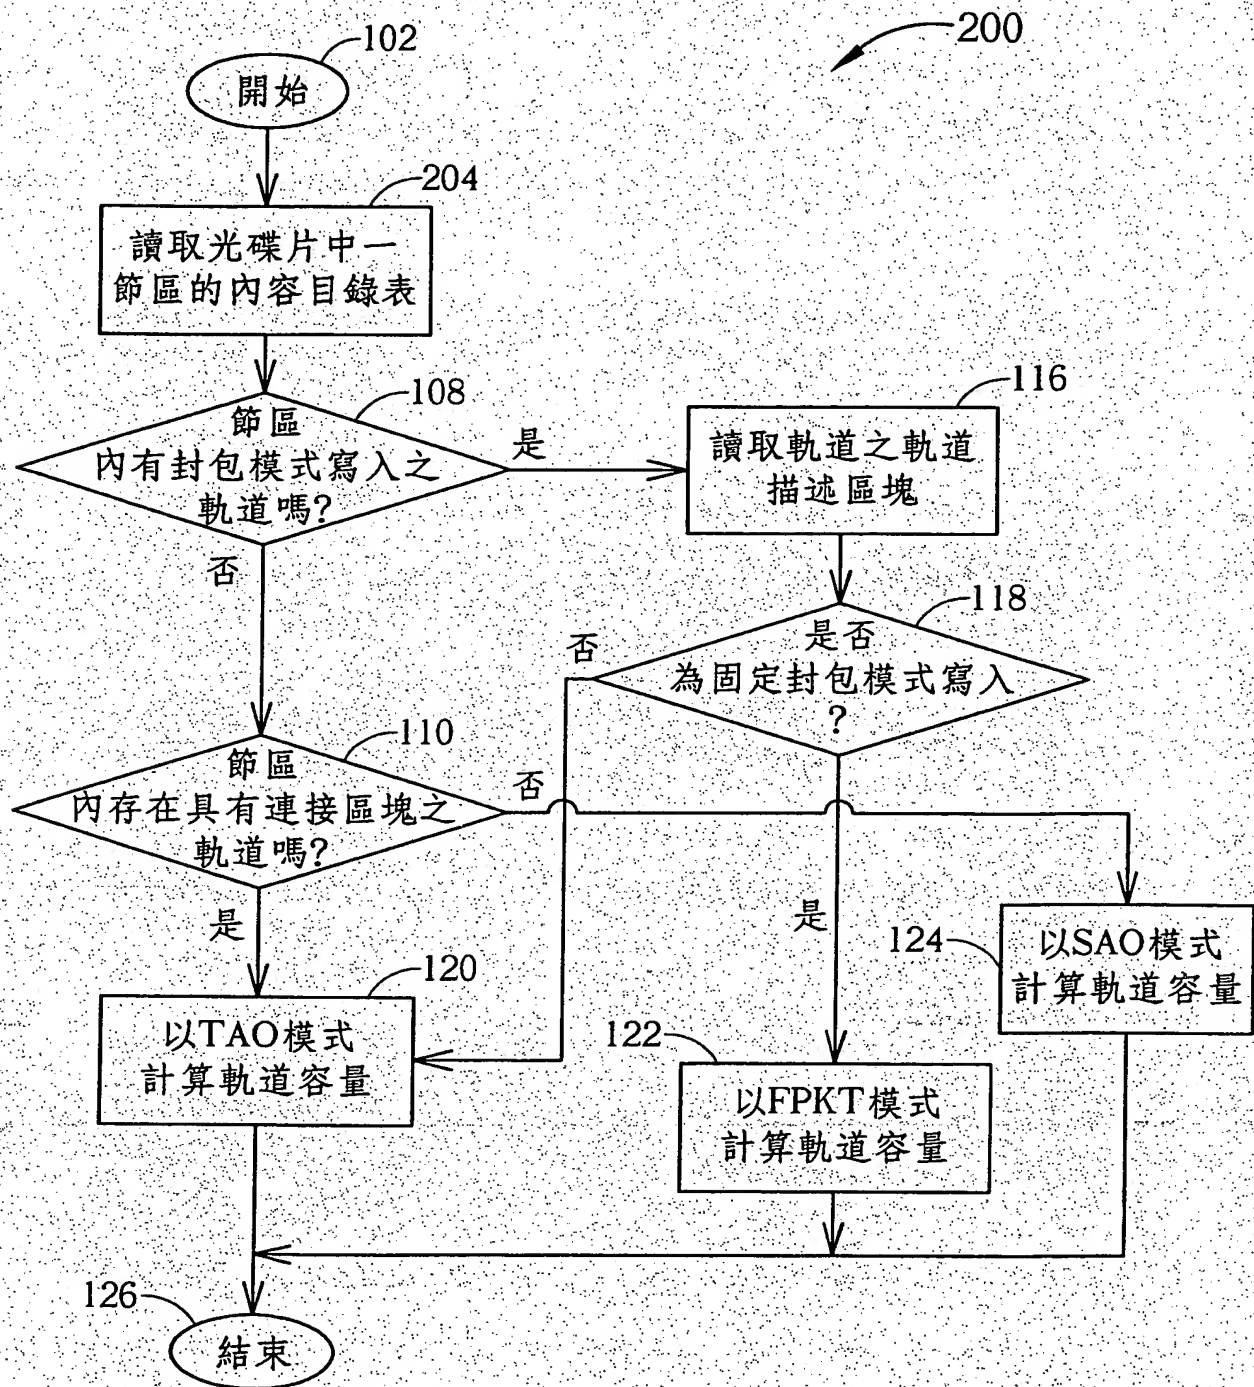 200
102
開始
204
讀取光碟片中一
節區的內容目錄表
108
節區
內有封包模式寫入之
軌道嗎?
是
否
116
讀取軌道之軌道
描述區塊
118
是否
為固定封包模式寫入
?
否
是
110
節區
內存在具有連接區塊之
軌道嗎?
否
是
120
以TAO模式
計算軌道容量
122
以FPKT模式
計算軌道容量
124
以SAO模式
計算軌道容量
126
結束